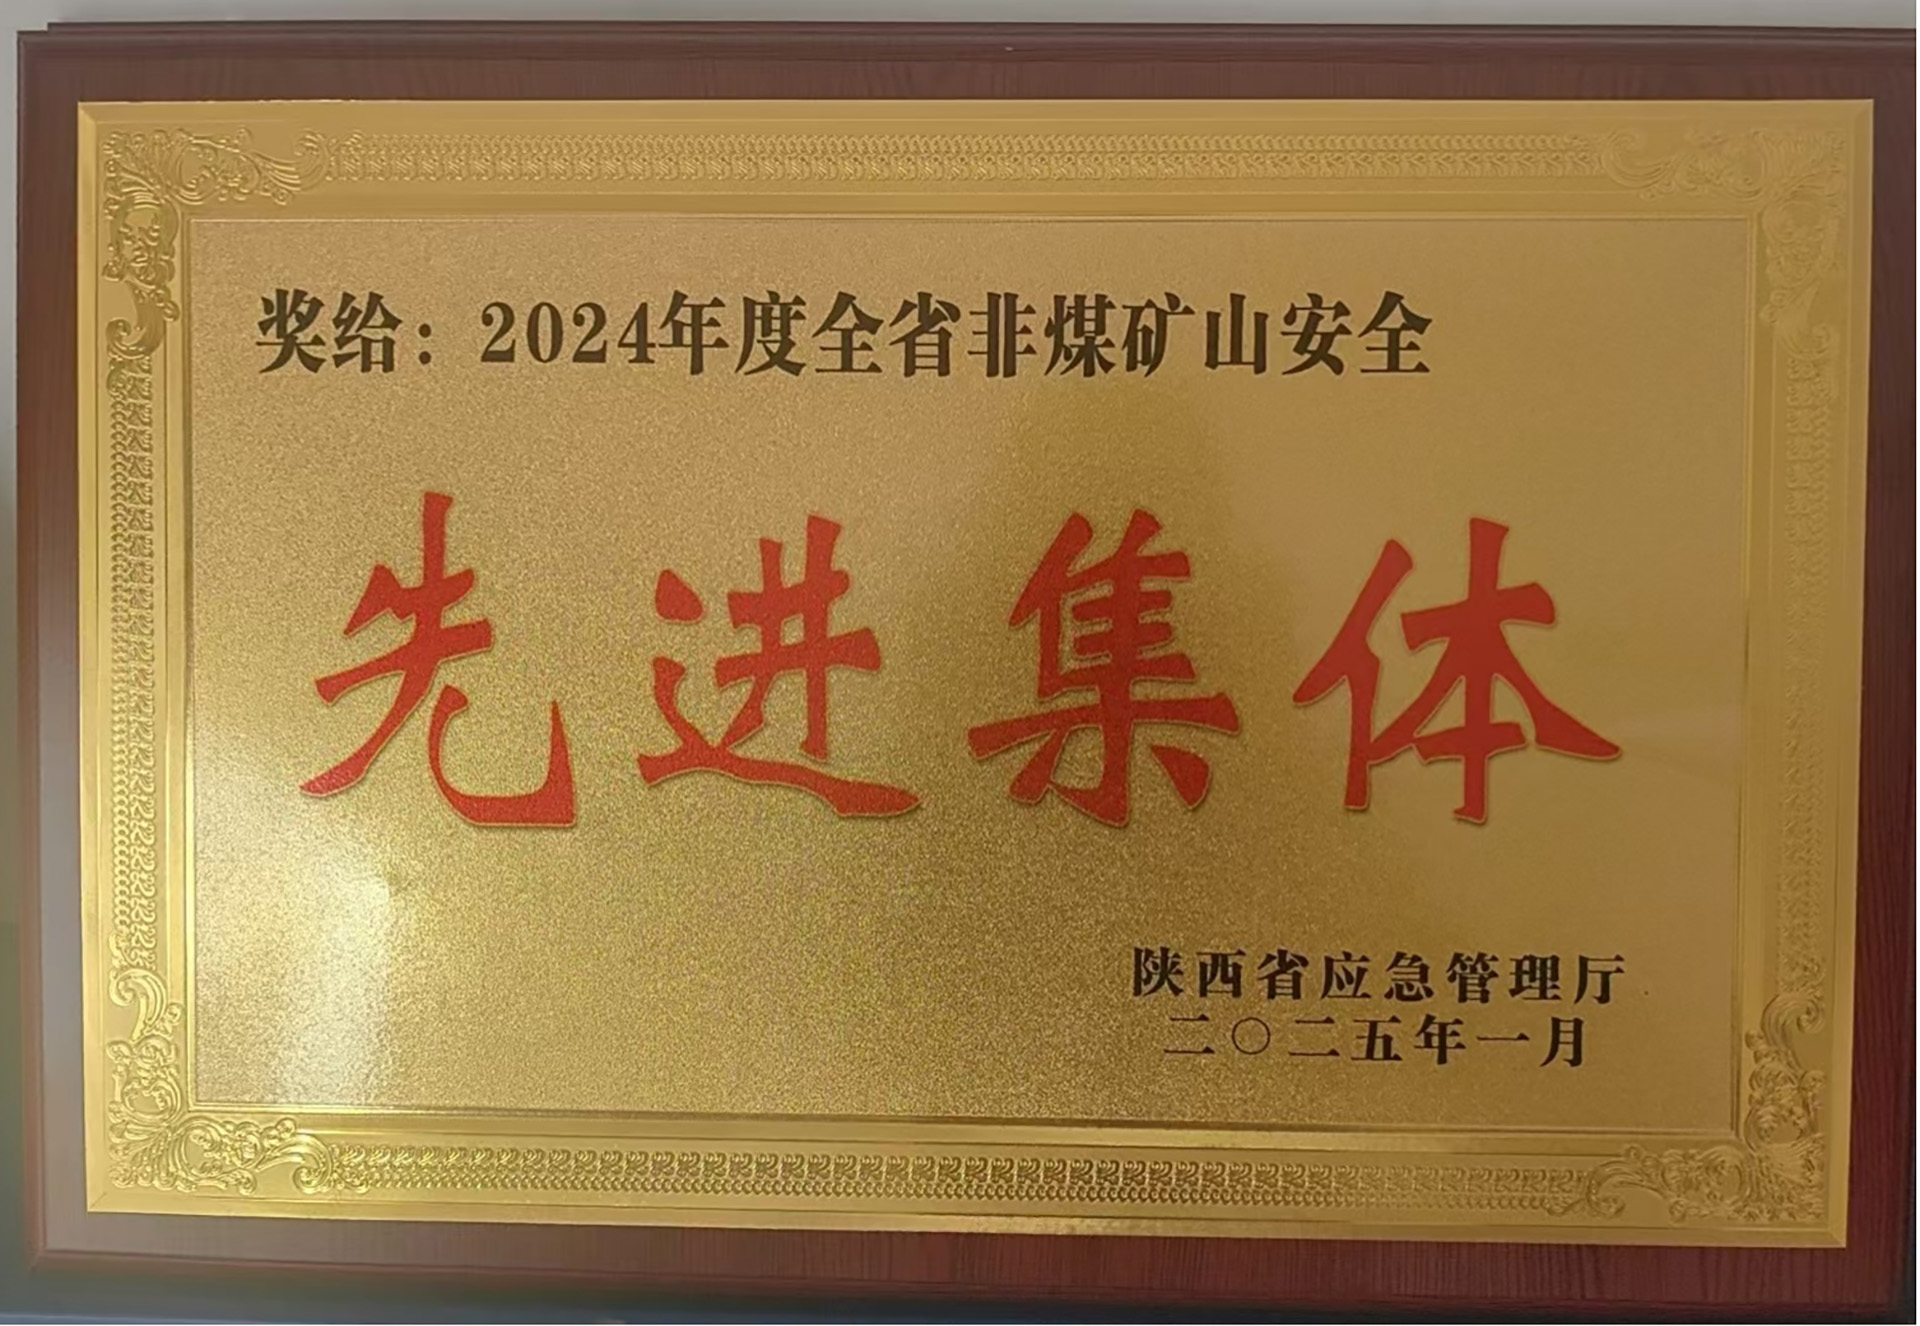 奖给：2024年度全省非煤矿山安全
先进集体
陕西省应急管理厅
二〇二五年一月